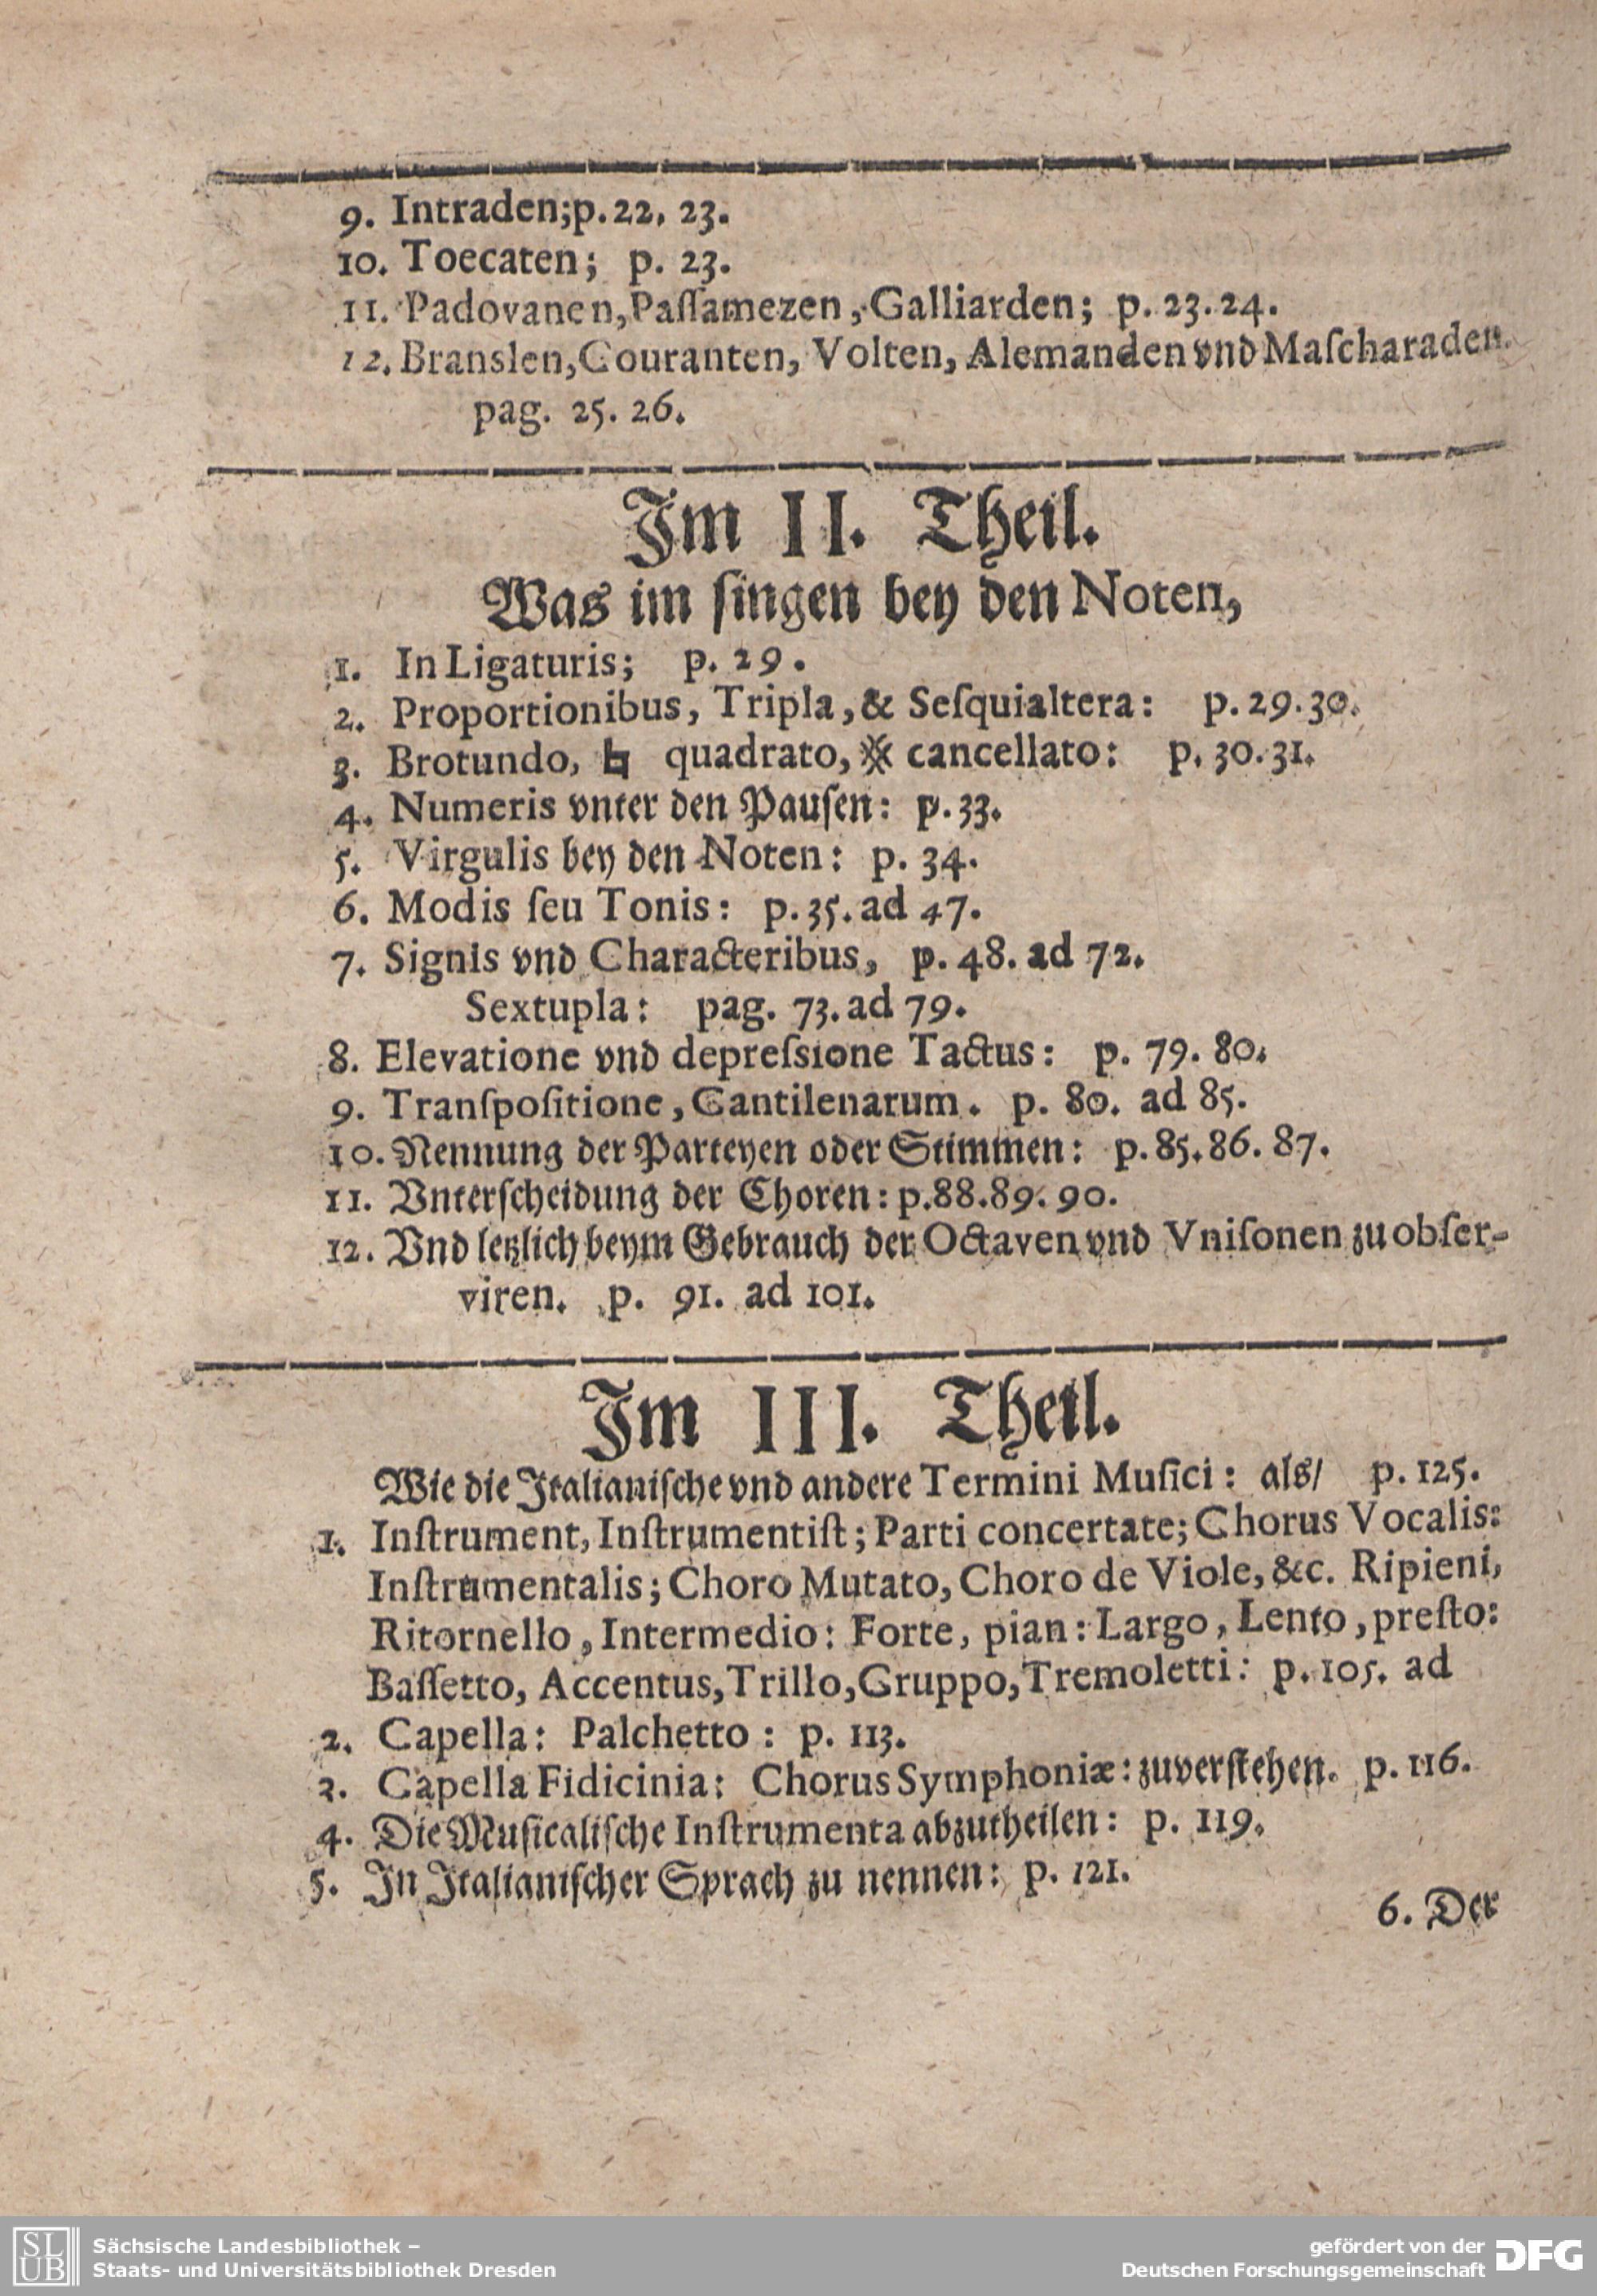 9. Intraden;p.22, 23.
10. Toecaten; p. 23.
11. Padovanen,Paſſamezen,Galliarden; p. 23.24.
12. Branslen,Couranten, Volten, Alemanden vnd Maſcharaden.
pag. 25. 26.
Im II. Theil.
Was im ſingen bey den Noten,
1. In Ligaturis; p. 29.
2. Proportionibus, Tripla, & Seſquialtera: p. 29.30.
3. Brotundo, ♮ quadrato, 𝄪 cancellato: p. 30.31.
4. Numeris vnter den Pauſen: p.33.
5. Virgulis bey den Noten: p. 34.
6. Modis ſeu Tonis: p.35. ad 47.
7. Signis vnd Characteribus, p. 48. ad 72.
Sextupla: pag. 73. ad 79.
8. Elevatione vnd depreſsione Tactus: p. 79. 80.
9. Tranſpoſitione, Cantilenarum. p. 80. ad 85.
10. Nennung der Parteyen oder Stimmen: p. 85.86. 87.
11. Vnterſcheidung der Choren: p.88.89. 90.
12. Vnd letzlich beym Gebrauch der Octaven vnd Vniſonen zu obſer-
viren. p. 91. ad 101.
Im III. Theil.
Wie die Italianiſche vnd andere Termini Muſici: als/ p. 125.
1. Inſtrument, Inſtrumentiſt; Parti concertate; Chorus Vocalis:
Inſtrumentalis; Choro Mutato, Choro de Viole, &c. Ripieni,
Ritornello, Intermedio: Forte, pian: Largo, Lento, preſto:
Baſſetto, Accentus, Trillo, Gruppo, Tremoletti: p. 105. ad
2. Capella: Palchetto: p. 113.
3. Capella Fidicinia: Chorus Symphoniæ: zuverſtehen. p. 116.
4. Die Muſicaliſche Inſtrumenta abzutheilen: p. 119.
5. In Italianiſcher Sprach zu nennen: p. 121.
6. Der
SLUB
Sächsische Landesbibliothek –
Staats- und Universitätsbibliothek Dresden
gefördert von der
Deutschen Forschungsgemeinschaft
DFG